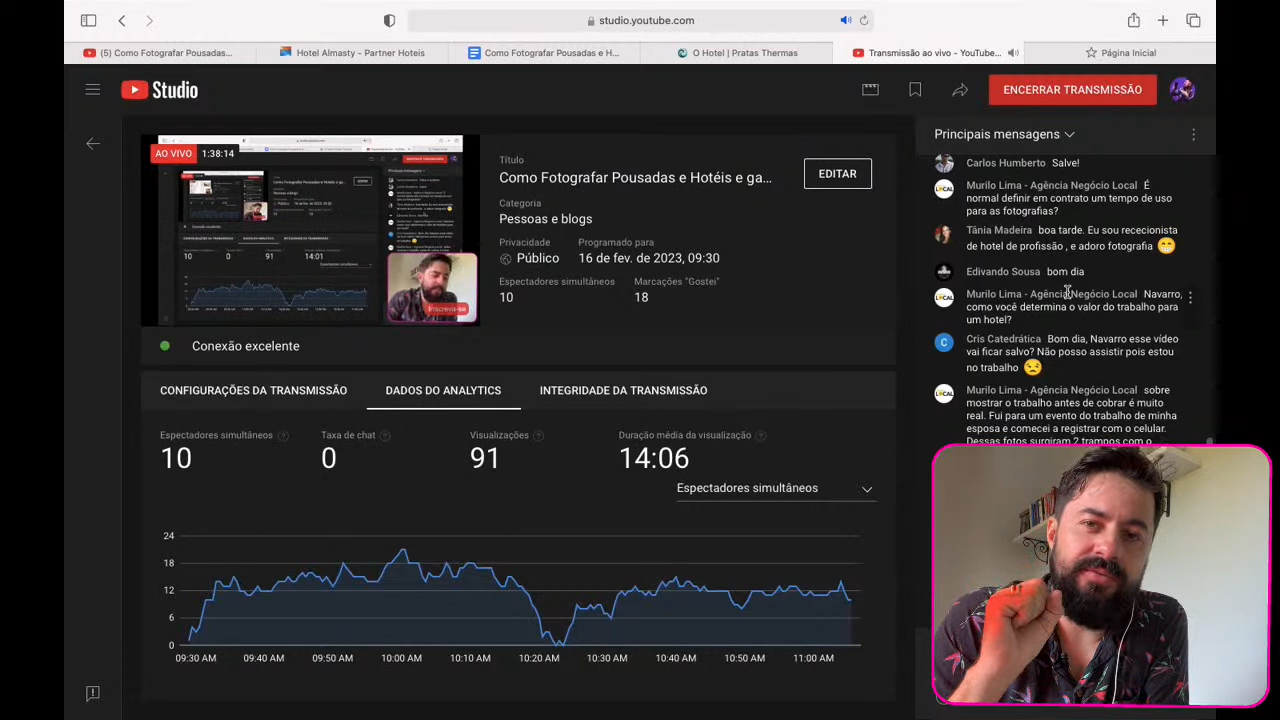 studio.youtube.com
(5) Como Fotografar Pousadas...
Hotel Almasty - Partner Hoteis
Como Fotografar Pousadas e H...
O Hotel | Pratas Thermas
Transmissão ao vivo - YouTube...
Página Inicial
Studio
ENCERRAR TRANSMISSÃO
AO VIVO
1:38:14
Inscreva-se
Título
Como Fotografar Pousadas e Hotéis e ga...
EDITAR
Categoria
Pessoas e blogs
Privacidade
Programado para
Público
16 de fev. de 2023, 09:30
Espectadores simultâneos
Marcações "Gostei"
10
18
Conexão excelente
CONFIGURAÇÕES DA TRANSMISSÃO
DADOS DO ANALYTICS
INTEGRIDADE DA TRANSMISSÃO
Espectadores simultâneos
Taxa de chat
Visualizações
Duração média da visualização
10
0
91
14:06
Espectadores simultâneos
24
18
12
6
0
09:30 AM 09:40 AM 09:50 AM 10:00 AM 10:10 AM 10:20 AM 10:30 AM 10:40 AM 10:50 AM 11:00 AM
Principais mensagens
Carlos Humberto Salve!
Murilo Lima - Agência Negócio Local É
normal definir em contrato um tempo de uso
para as fotografias?
Tânia Madeira boa tarde. Eu sou rececionista
de hotel de profissão , e adoro fotografia
Edivando Sousa bom dia
Murilo Lima - Agência Negócio Local Navarro,
como você determina o valor do trabalho para
um hotel?
Cris Catedrática Bom dia, Navarro esse vídeo
vai ficar salvo? Não posso assistir pois estou
no trabalho
Murilo Lima - Agência Negócio Local sobre
mostrar o trabalho antes de cobrar é muito
real. Fui para um evento do trabalho de minha
esposa e comecei a registrar com o celular.
Dessas fotos surgiram 2 trampos com o